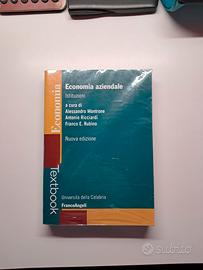 Economia
Textbook
Economia aziendale
Istituzioni
a cura di
Alessandro Montrone
Antonio Ricciardi
Franco E. Rubino
Nuova edizione
Università della Calabria
FrancoAngeli
subito